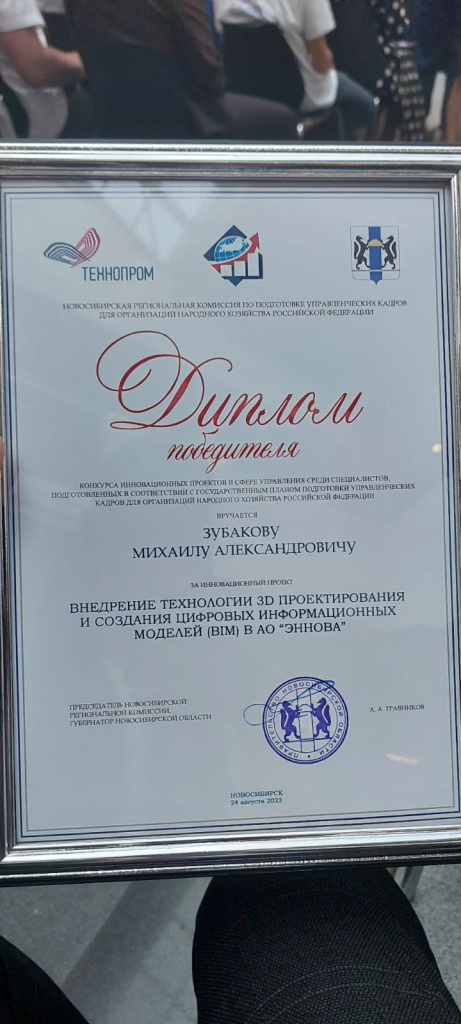 ТЕХНОПРОМ
НОВОСИБИРСКАЯ РЕГИОНАЛЬНАЯ КОМИССИЯ ПО ПОДГОТОВКЕ УПРАВЛЕНЧЕСКИХ КАДРОВ
ДЛЯ ОРГАНИЗАЦИЙ НАРОДНОГО ХОЗЯЙСТВА РОССИЙСКОЙ ФЕДЕРАЦИИ
Диплом
победителя
КОНКУРСА ИННОВАЦИОННЫХ ПРОЕКТОВ В СФЕРЕ УПРАВЛЕНИЯ СРЕДИ СПЕЦИАЛИСТОВ,
ПОДГОТОВЛЕННЫХ В СООТВЕТСТВИИ С ГОСУДАРСТВЕННЫМ ПЛАНОМ ПОДГОТОВКИ УПРАВЛЕНЧЕСКИХ
КАДРОВ ДЛЯ ОРГАНИЗАЦИЙ НАРОДНОГО ХОЗЯЙСТВА РОССИЙСКОЙ ФЕДЕРАЦИИ
ВРУЧАЕТСЯ
ЗУБАКОВУ
МИХАИЛУ АЛЕКСАНДРОВИЧУ
ЗА ИННОВАЦИОННЫЙ ПРОЕКТ
ВНЕДРЕНИЕ ТЕХНОЛОГИИ 3D ПРОЕКТИРОВАНИЯ
И СОЗДАНИЯ ЦИФРОВЫХ ИНФОРМАЦИОННЫХ
МОДЕЛЕЙ (BIM) В АО "ЭННОВА"
ПРЕДСЕДАТЕЛЬ НОВОСИБИРСКОЙ
РЕГИОНАЛЬНОЙ КОМИССИИ,
ГУБЕРНАТОР НОВОСИБИРСКОЙ ОБЛАСТИ
ПРАВИТЕЛЬСТВО НОВОСИБИРСКОЙ ОБЛАСТИ
А. А. ТРАВНИКОВ
НОВОСИБИРСК
24 августа 2023